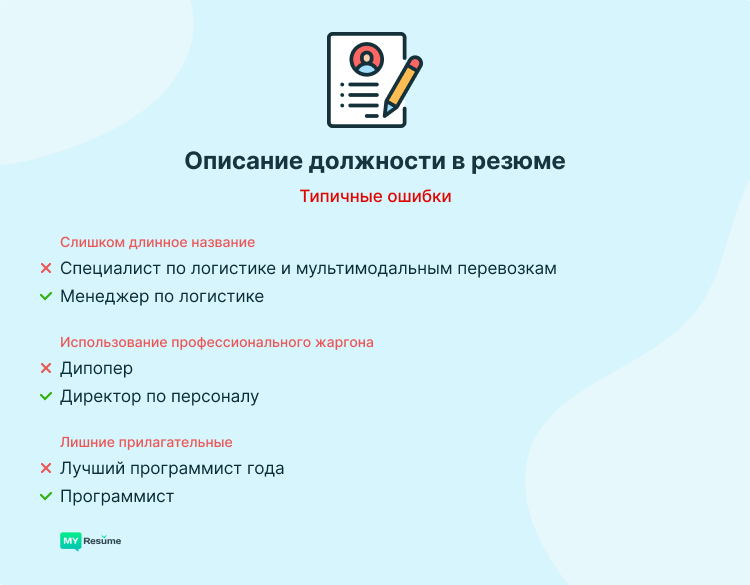 Описание должности в резюме
Типичные ошибки
Слишком длинное название
Специалист по логистике и мультимодальным перевозкам
Менеджер по логистике
Использование профессионального жаргона
Дипопер
Директор по персоналу
Лишние прилагательные
Лучший программист года
Программист
MY Resume